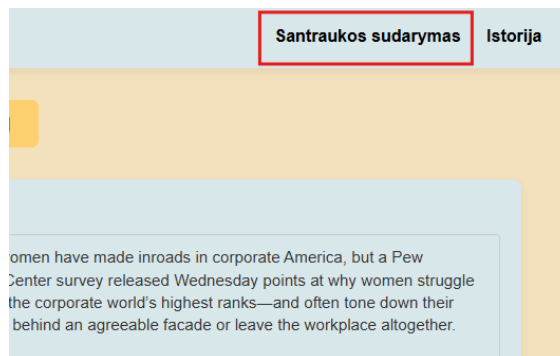 Santraukos sudarymas Istorija
have made inroads in corporate America, but a Pew
survey released Wednesday points at why women struggle
the corporate world's highest ranks—and often tone down their
behind an agreeable facade or leave the workplace altogether.